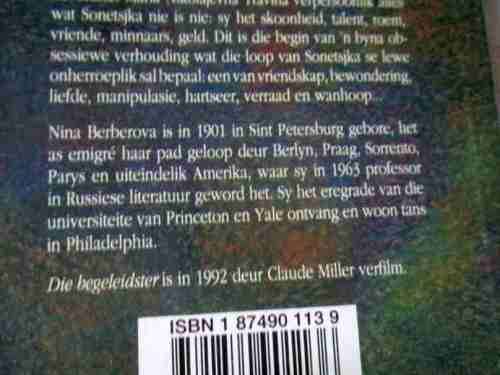 Nikolajevna Travina verpersoonlik alles
wat Sonetsjka nie is nie: sy het skoonheid, talent, roem,
vriende, minnaars, geld. Dit is die begin van 'n byna ob-
sessiewe verhouding wat die loop van Sonetsjka se lewe
onherroeplik sal bepaal: een van vriendskap, bewondering,
liefde, manipulasie, hartseer, verraad en wanhoop...
Nina Berberova is in 1901 in Sint Petersburg gebore, het
as emigré haar pad geloop deur Berlyn, Praag, Sorrento,
Parys en uiteindelik Amerika, waar sy in 1963 professor
in Russiese literatuur geword het. Sy het eregrade van die
universiteite van Princeton en Yale ontvang en woon tans
in Philadelphia.
Die begeleidster is in 1992 deur Claude Miller verfilm.
ISBN 1 87490 113 9